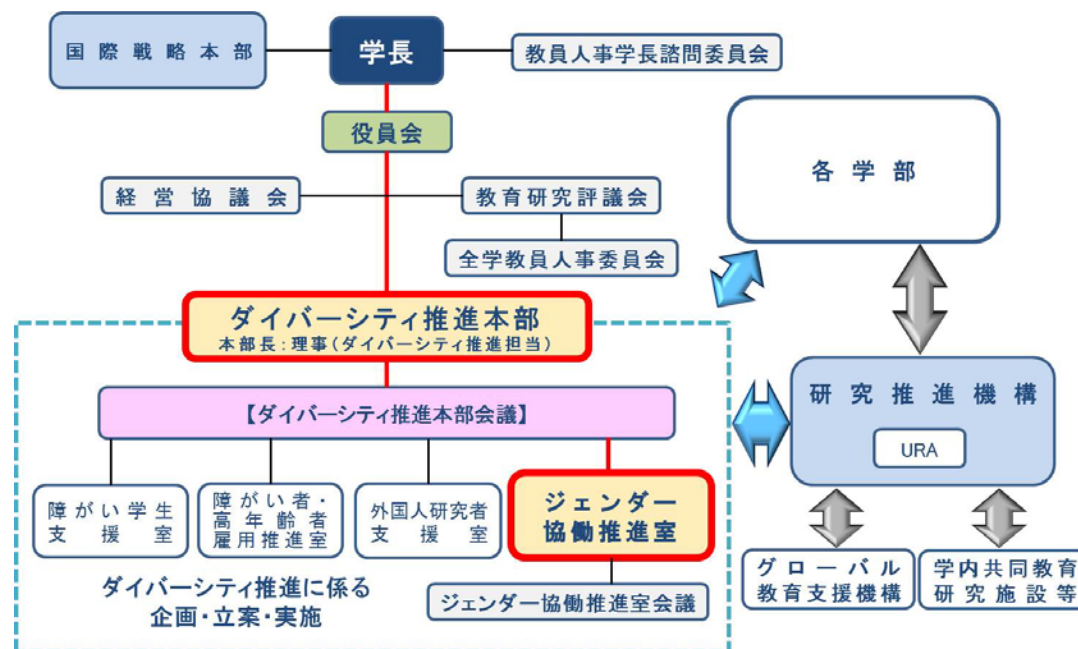 国際戦略本部
学長
教員人事学長諮問委員会
役員会
経営協議会
教育研究評議会
全学教員人事委員会
各学部
ダイバーシティ推進本部
本部長：理事（ダイバーシティ推進担当）
【ダイバーシティ推進本部会議】
研究推進機構
URA
障がい学生
支援室
障がい者・
高年齢者
雇用推進室
外国人研究者
支援室
ジェンダー
協働推進室
ダイバーシティ推進に係る
企画・立案・実施
ジェンダー協働推進室会議
グローバル
教育支援機構
学内共同教育
研究施設等